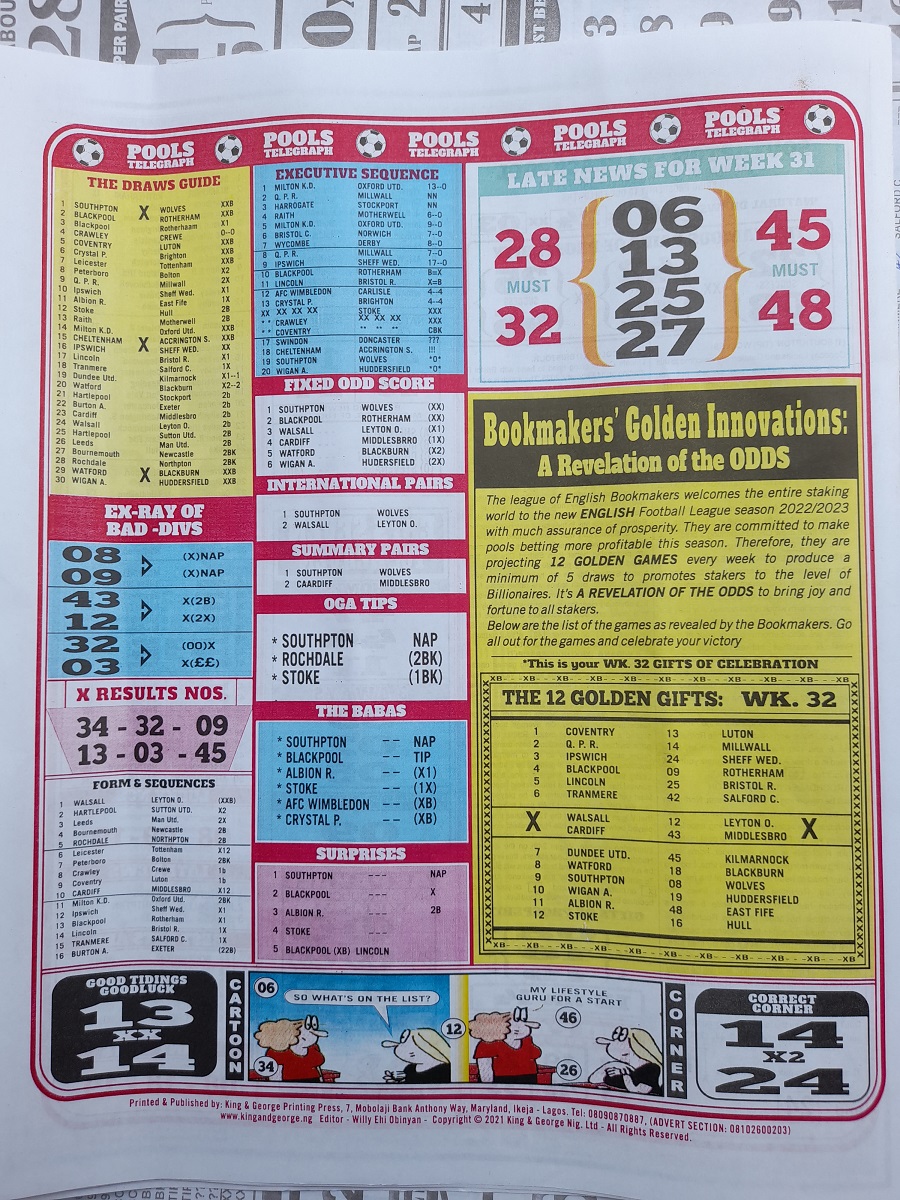 POOLS TELEGRAPH
POOLS TELEGRAPH
POOLS TELEGRAPH
POOLS TELEGRAPH
POOLS TELEGRAPH
THE DRAWS GUIDE
1 SOUTHPTON X WOLVES XXB
2 BLACKPOOL ROTHERHAM XXB
3 Blackpool Rotherhaam X1
4 CRAWLEY CREWE 0--0
5 COVENTRY LUTON XXB
6 Crystal P. Brighton XXB
7 Leicester Tottenham XXB
8 Peterboro Bolton X2
9 Q. P. R. Millwall 2X
10 Ipswich Sheff Wed. X1
11 Albion R. East Fife 1X
12 Stoke Hull 2B
13 Raith Motherwell 2B
14 Milton K.D. Oxford Utd. XXB
15 CHELTENHAM X ACCRINGTON S. XXB
16 IPSWICH SHEFF WED. XX
17 Lincoln Bristol R. X1
18 Tranmere Salford C. 1X
19 Dundee Utd. Kilmarnock X1--1
20 Watford Blackburn X2--2
21 Hartlepool Stockport 2b
22 Burton A. Exeter 2b
23 Cardiff Middlesbro 2b
24 Walsall Leyton O. 2b
25 Hartlepool Sutton Utd. 2B
26 Leeds Man Utd. 2B
27 Bournemouth Newcastle 2BK
28 Rochdale Northpton 2BK
29 WATFORD X BLACKBURN XXB
30 WIGAN A. HUDDERSFIELD XXB
EX-RAY OF
BAD -DIVS
08 (X)NAP
09 (X)NAP
43 X(2B)
12 X(2X)
32 (00)X
03 X(££)
X RESULTS NOS.
34 - 32 - 09
13 - 03 - 45
FORM & SEQUENCES
1 WALSALL LEYTON O. (XXB)
2 HARTLEPOOL SUTTON UTD. X2
3 Leeds Man Utd. 2X
4 Bournemouth Newcastle 2B
5 ROCHDALE NORTHPTON 2B
6 Leicester Tottenham X12
7 Peterboro Bolton 2BK
8 Crawley Crewe 1b
9 Coventry Luton 1b
10 CARDIFF MIDDLESBRO X12
11 Milton K.D. Oxford Utd. 2BK
12 Ipswich Sheff Wed. X1
13 Blackpool Rotherham X1
14 Lincoln Bristol R. 1X
15 TRANMERE SALFORD C. 1X
16 BURTON A. EXETER (22B)
EXECUTIVE SEQUENCE
1 MILTON K.D. OXFORD UTD. 13--0
2 Q. P. R. MILLWALL NN
3 HARROGATE STOCKPORT NN
4 RAITH MOTHERWELL 6--0
5 MILTON K.D. OXFORD UTD. 9--0
6 BRISTOL C. NORWICH 7--0
7 WYCOMBE DERBY 8--0
8 Q. P. R. MILLWALL 7--0
9 IPSWICH SHEFF WED. 17--0
10 BLACKPOOL ROTHERHAM B=X
11 LINCOLN BRISTOL R. X=B
12 AFC WIMBLEDON CARLISLE 4--4
13 CRYSTAL P. BRIGHTON 4--4
XX XX XX XX STOKE XXX
* * CRAWLEY XX XX XX XXX
* * COVENTRY " " " CBK
17 SWINDON DONCASTER ???
18 CHELTENHAM ACCRINGTON S. !!!
19 SOUTHPTON WOLVES *0*
20 WIGAN A. HUDDERSFIELD *0*
FIXED ODD SCORE
1 SOUTHPTON WOLVES (XX)
2 BLACKPOOL ROTHERHAM (XX)
3 WALSALL LEYTON O. (X1)
4 CARDIFF MIDDLESBRRO (1X)
5 WATFORD BLACKBURN (X2)
6 WIGAN A. HUDERSFIELD (2X)
INTERNATIONAL PAIRS
1 SOUTHPTON WOLVES
2 WALSALL LEYTON O.
SUMMARY PAIRS
1 SOUTHPTON WOLVES
2 CAARDIFF MIDDLESBRO
OGA TIPS
* SOUTHPTON NAP
* ROCHDALE (2BK)
* STOKE (1BK)
THE BABAS
* SOUTHPTON -- NAP
* BLACKPOOL -- TIP
* ALBION R. -- (X1)
* STOKE -- (1X)
* AFC WIMBLEDON -- (XB)
* CRYSTAL P. -- (XB)
SURPRISES
1 SOUTHPTON --- NAP
2 BLACKPOOL --- X
3 ALBION R. --- 2B
4 STOKE ---
5 BLACKPOOL (XB) LINCOLN
LATE NEWS FOR WEEK 31
28
MUST
32
06
13
25
27
45
MUST
48
Bookmakers' Golden Innovations:
A Revelation of the ODDS
The league of English Bookmakers welcomes the entire staking
world to the new ENGLISH Football League season 2022/2023
with much assurance of prosperity. They are committed to make
pools betting more profitable this season. Therefore, they are
projecting 12 GOLDEN GAMES every week to produce a
minimum of 5 draws to promotes stakers to the level of
Billionaires. It's A REVELATION OF THE ODDS to bring joy and
fortune to all stakers.
Below are the list of the games as revealed by the Bookmakers. Go
all out for the games and celebrate your victory
*This is your WK. 32 GIFTS OF CELEBRATION
THE 12 GOLDEN GIFTS: WK. 32
1 COVENTRY 13 LUTON
2 Q. P. R. 14 MILLWALL
3 IPSWICH 24 SHEFF WED.
4 BLACKPOOL 09 ROTHERHAM
5 LINCOLN 25 BRISTOL R.
6 TRANMERE 42 SALFORD C.
X WALSALL 12 LEYTON O. X
CARDIFF 43 MIDDLESBRO
7 DUNDEE UTD. 45 KILMARNOCK
8 WATFORD 18 BLACKBURN
9 SOUTHPTON 08 WOLVES
10 WIGAN A. 19 HUDDERSFIELD
11 ALBION R. 48 EAST FIFE
12 STOKE 16 HULL
GOOD TIDINGS
GOODLUCK
13
XX
14
CARTOON
06
SO WHAT'S ON THE LIST?
34
12
MY LIFESTYLE
GURU FOR A START
46
26
CORNER
CORRECT
CORNER
14
X2
24
Printed & Published by: King & George Printing Press, 7, Mobolaji Bank Anthony Way, Maryland, Ikeja - Lagos. Tel: 08090870887, (ADVERT SECTION: 08102600203)
www.kingandgeorge.ng Editor - Willy Ehi Obinyan - Copyright © 2021 King & George Nig. Ltd - All Rights Reserved.